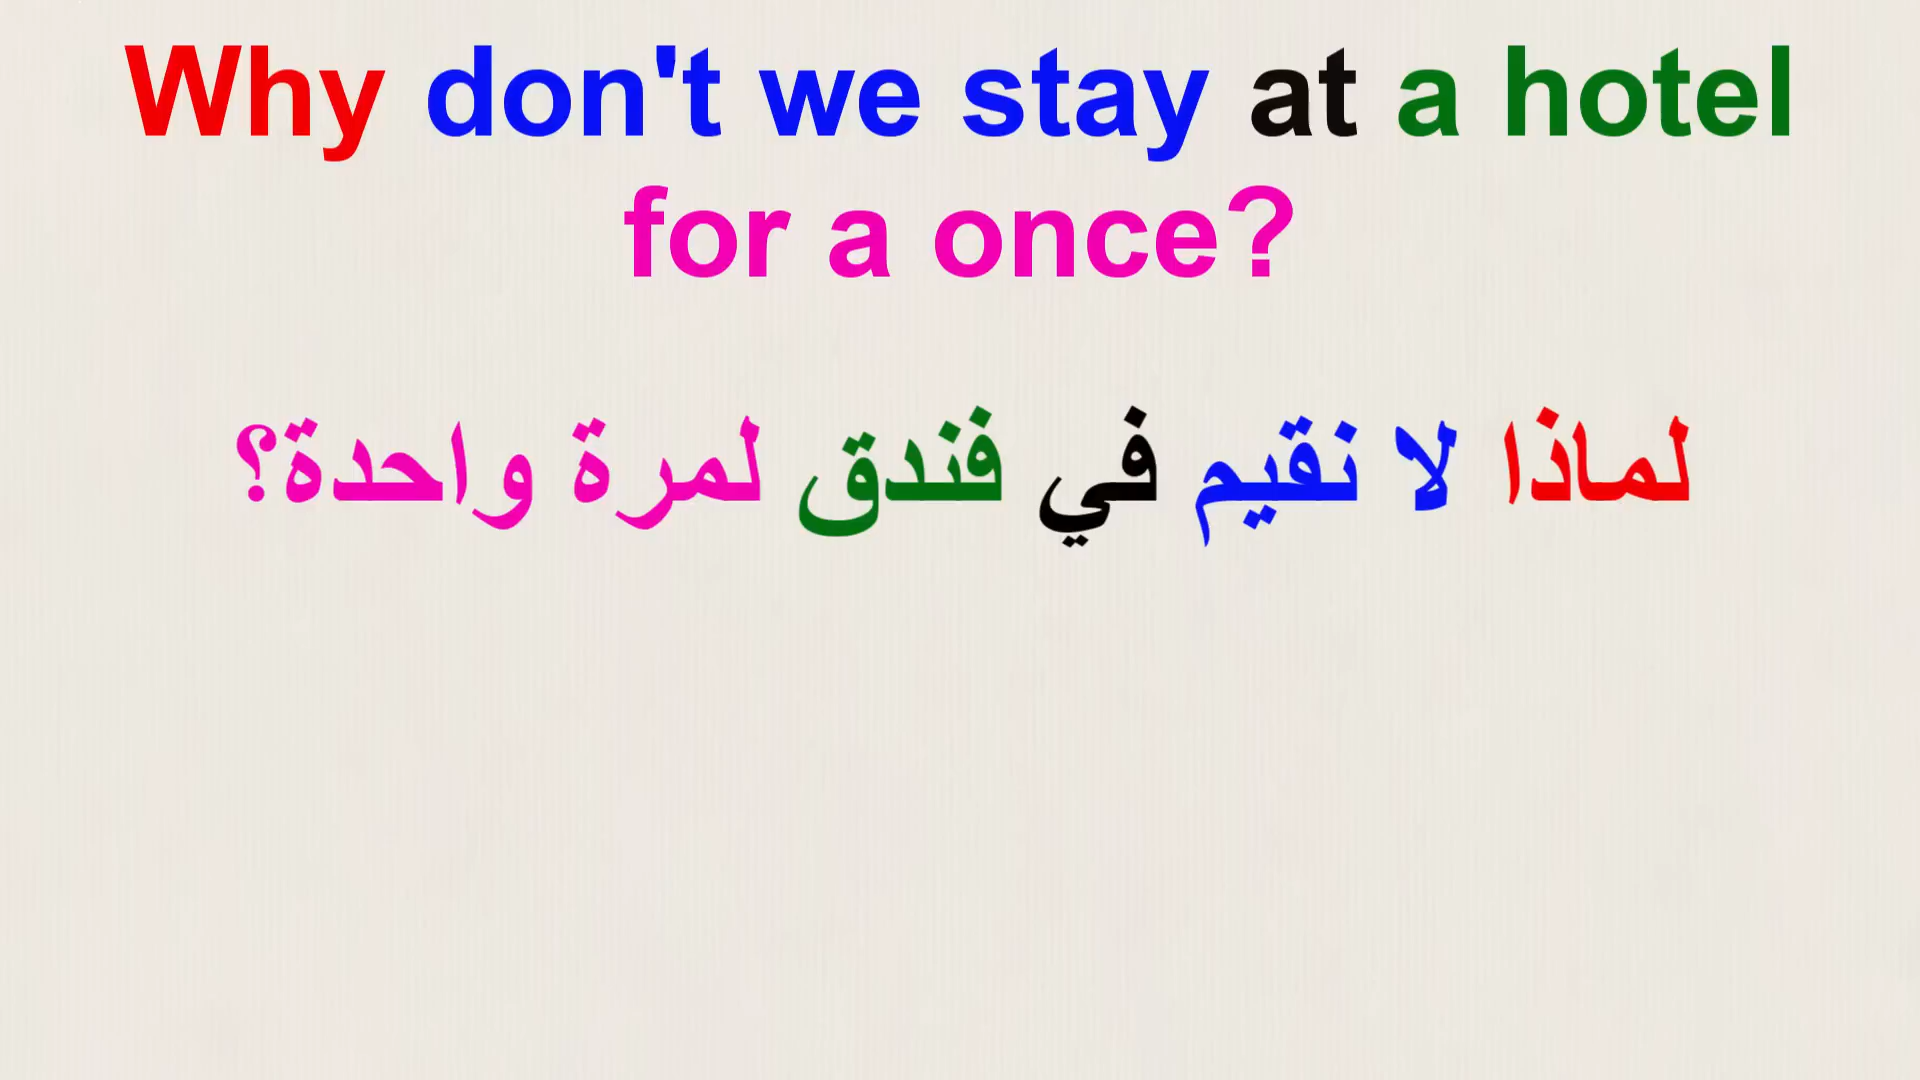 Why don't we stay at a hotel
for a once?
لماذا لا نقيم في فندق لمرة واحدة؟